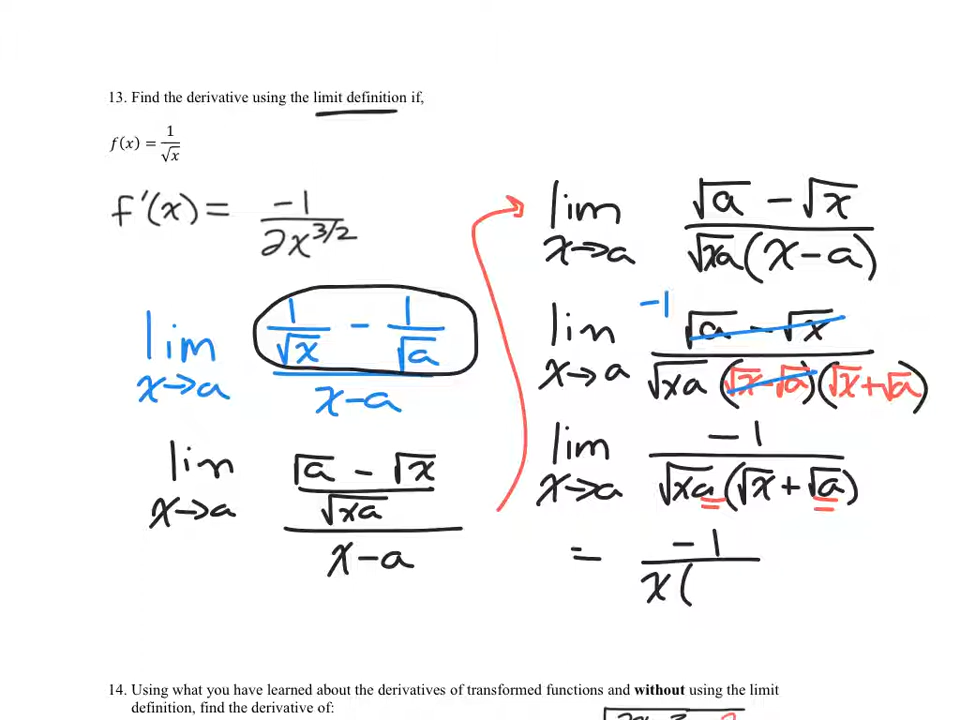 13. Find the derivative using the limit definition if,
f(x) = 1/√x
f'(x) = -1/(2x^(3/2))
lim x→a (1/√x - 1/√a)/(x-a)
lim x→a ((√a - √x)/√xa)/(x-a)
lim x→a (√a - √x)/(√xa(x-a))
-1
lim x→a (√a - √x)/(√xa(√x-√a)(√x+√a))
lim x→a -1/(√xa(√x+√a))
= -1/(x(
14. Using what you have learned about the derivatives of transformed functions and without using the limit
definition, find the derivative of: